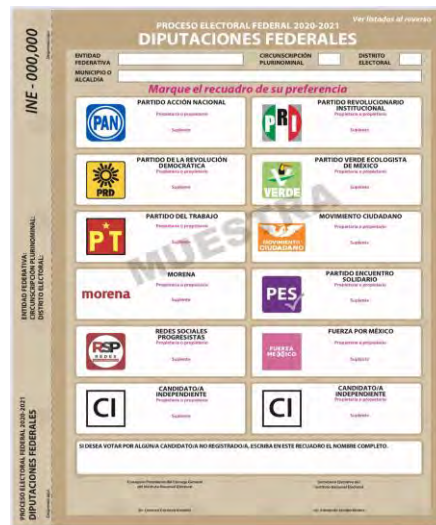 Ver listados al reverso
PROCESO ELECTORAL FEDERAL 2020-2021
DIPUTACIONES FEDERALES
ENTIDAD FEDERATIVA
CIRCUNSCRIPCIÓN PLURINOMINAL
DISTRITO ELECTORAL
MUNICIPIO O ALCALDÍA
Marque el recuadro de su preferencia
PARTIDO ACCIÓN NACIONAL
PAN
Propietaria o propietario
Suplente
PARTIDO REVOLUCIONARIO
INSTITUCIONAL
PRI
Propietaria o propietario
Suplente
PARTIDO DE LA REVOLUCIÓN
DEMOCRÁTICA
PRD
Propietaria o propietario
Suplente
PARTIDO VERDE ECOLOGISTA
DE MÉXICO
VERDE
Propietaria o propietario
Suplente
PARTIDO DEL TRABAJO
PT
Propietaria o propietario
Suplente
MOVIMIENTO CIUDADANO
MOVIMIENTO
CIUDADANO
Propietaria o propietario
Suplente
MUESTRA
MORENA
morena
Propietaria o propietario
Suplente
PARTIDO ENCUENTRO
SOLIDARIO
PES
Propietaria o propietario
Suplente
REDES SOCIALES
PROGRESISTAS
RSP
REDES
Propietaria o propietario
Suplente
FUERZA POR MÉXICO
FUERZA
MEXICO
Propietaria o propietario
Suplente
CANDIDATO/A
INDEPENDIENTE
CI
Propietaria o propietario
Suplente
CANDIDATO/A
INDEPENDIENTE
CI
Propietaria o propietario
Suplente
SI DESEA VOTAR POR ALGÚN/A CANDIDATO/A NO REGISTRADO/A, ESCRIBA EN ESTE RECUADRO EL NOMBRE COMPLETO.
INE - 000,000
ENTIDAD FEDERATIVA:
CIRCUNSCRIPCIÓN PLURINOMINAL:
DISTRITO ELECTORAL:
PROCESO ELECTORAL FEDERAL 2020-2021
DIPUTACIONES FEDERALES